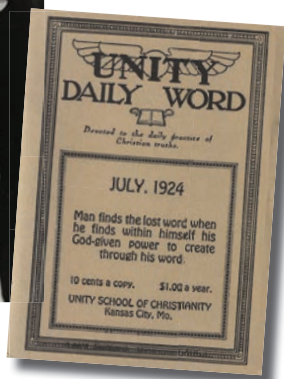 UNITY
DAILY WORD
Devoted to the daily practice of
Christian truths.
JULY, 1924
Man finds the lost word when
he finds within himself his
God-given power to create
through his word.
10 cents a copy. $1.00 a year.
UNITY SCHOOL OF CHRISTIANITY
Kansas City, Mo.